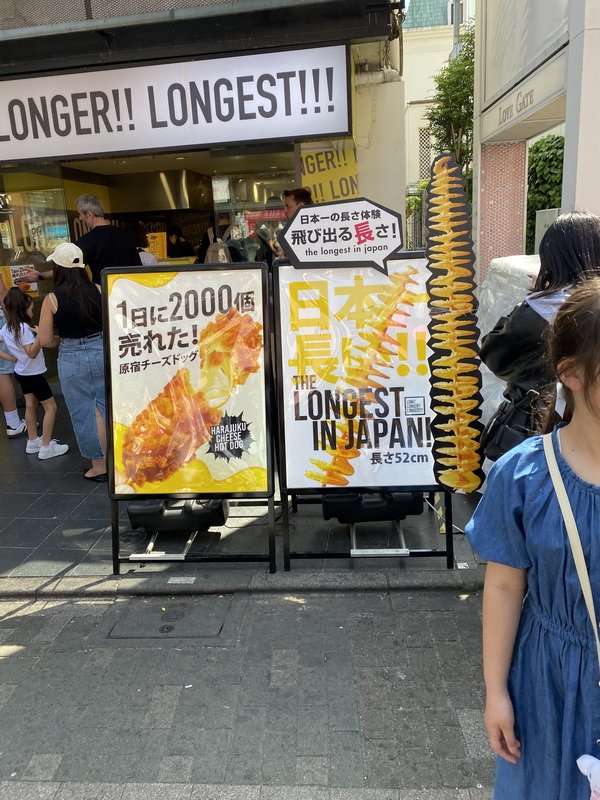 LONGER!! LONGEST!!!
LOVE GATE
NGER!!
LON
日本一の長さ体験
飛び出る長さ!
the longest in japan
1日に2000個
売れた!
原宿チーズドッグ
HARAJUKU
CHEESE
HOT DOG
日本一
長い!!
THE
LONGEST
IN JAPAN!
長さ52cm